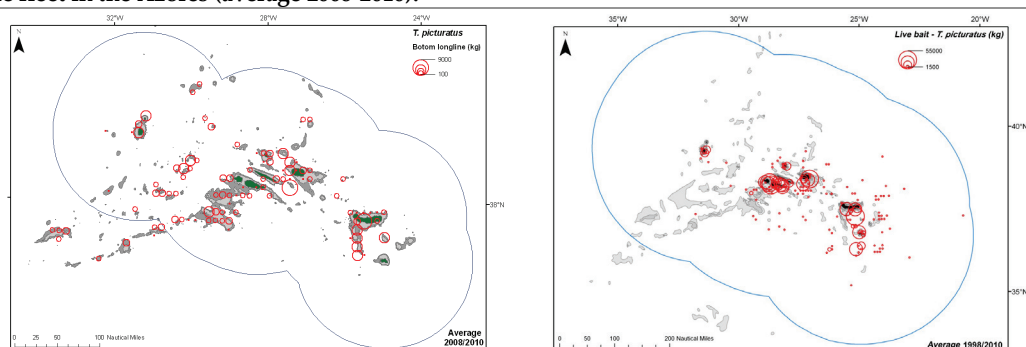 32°W 28°W 24°W
N
T. picturatus
Botom longline (kg)
9000
100
38°N
0 25 50 100 Nautical Miles
Average
2008/2010
35°W 30°W 25°W 20°W
N
Live bait - T. picturatus (kg)
55000
1500
40°N
35°N
0 50 200 Nautical Miles
Average 1998/2010